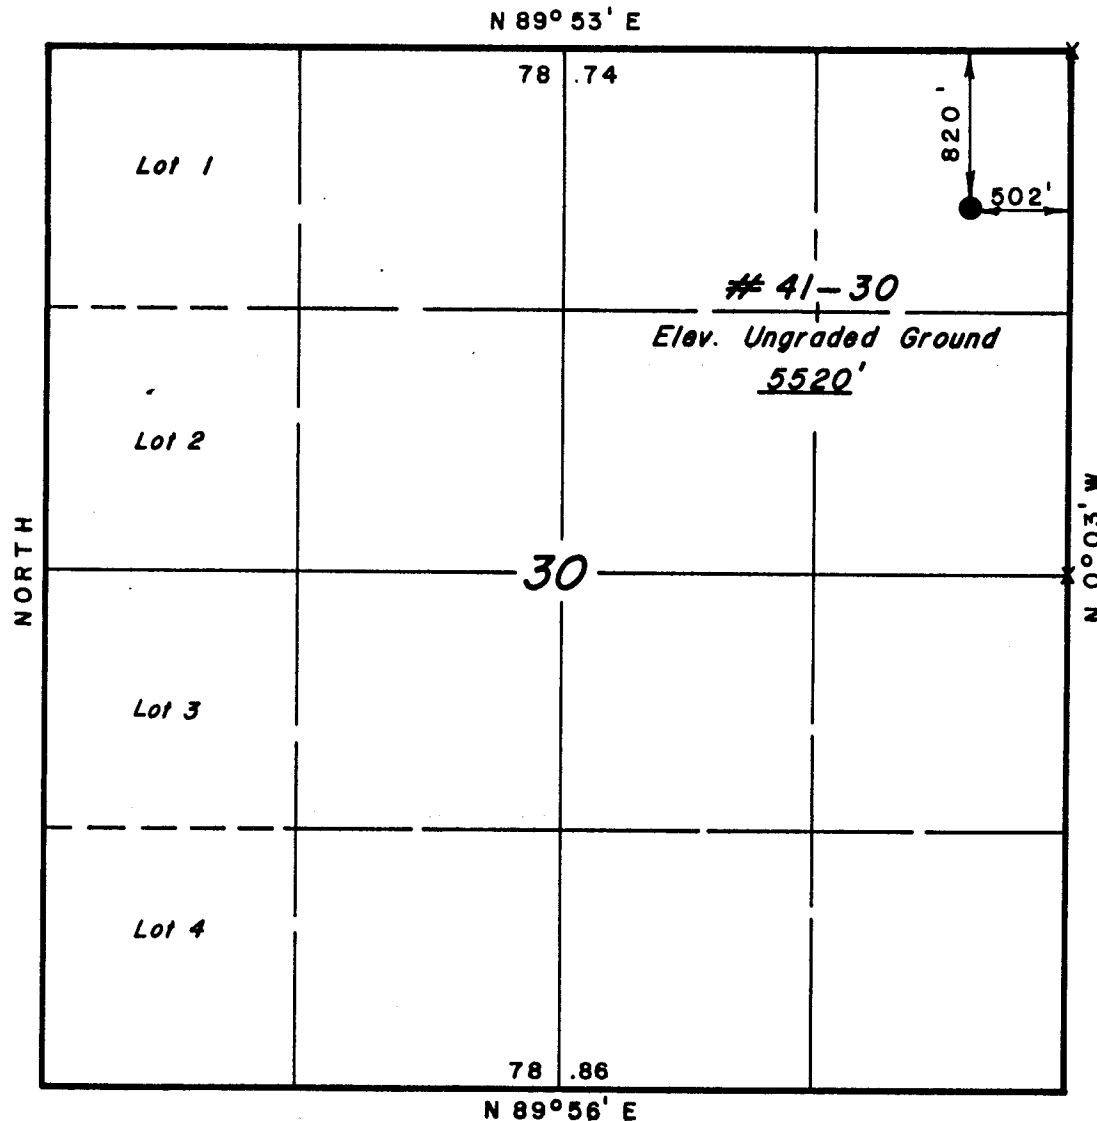 N 89° 53' E
78 .74
820'
Lot 1
502'
# 41-30
Elev. Ungraded Ground
5520'
Lot 2
NORTH
30
N 0° 03' W
Lot 3
Lot 4
78 .86
N 89° 56' E